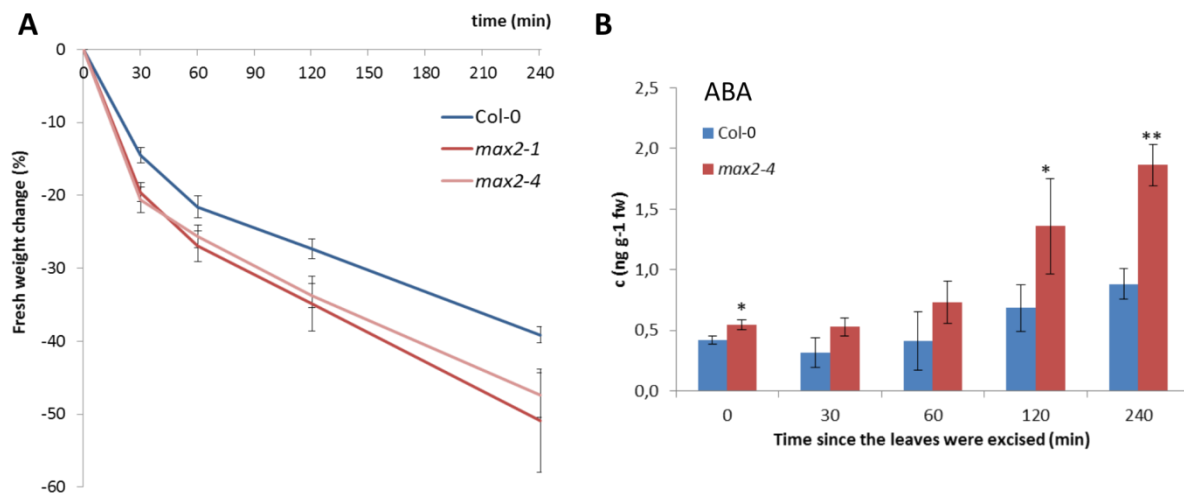 A
time (min)
0
0 30 60 90 120 150 180 210 240
-10
-20
-30
-40
-50
-60
Fresh weight change (%)
Col-0
max2-1
max2-4
B
ABA
Col-0
max2-4
2,5
2,0
1,5
1,0
0,5
0,0
c (ng g-1 fw)
*
*
**
0 30 60 120 240
Time since the leaves were excised (min)